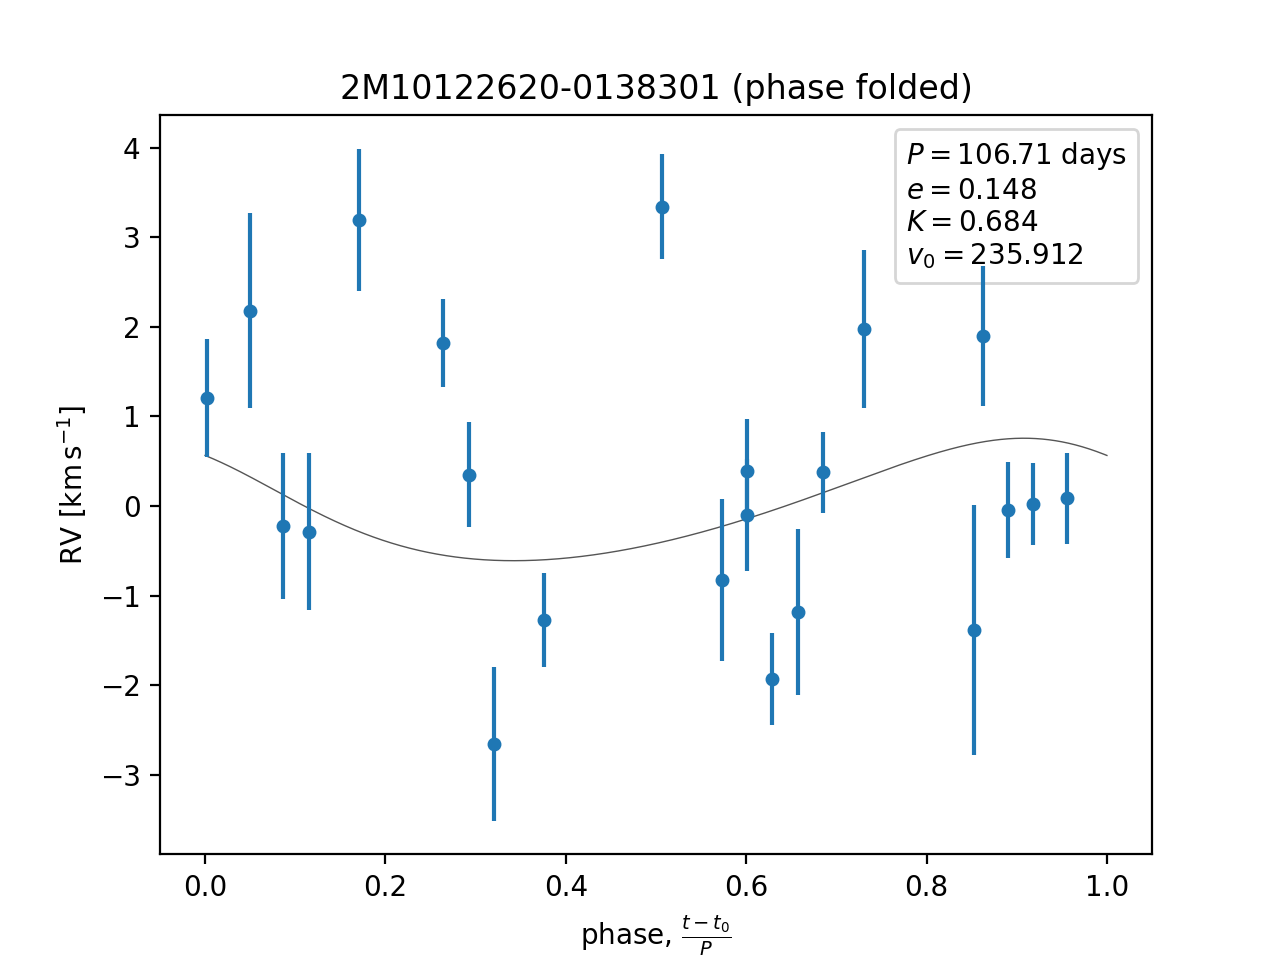 2M10122620-0138301 (phase folded)
P = 106.71 days
e = 0.148
K = 0.684
v₀ = 235.912
RV [km s⁻¹]
4
3
2
1
0
−1
−2
−3
0.0 0.2 0.4 0.6 0.8 1.0
phase, (t − t₀)/P